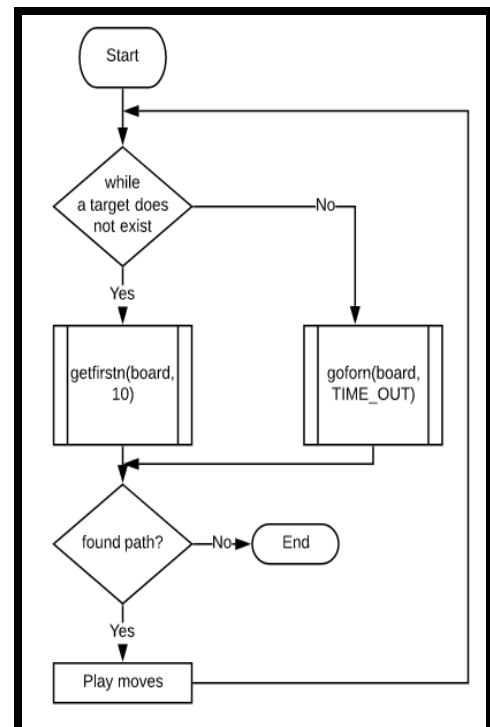 Start
while
a target does
not exist
No
Yes
getfirstn(board,
10)
goforn(board,
TIME_OUT)
found path?
No
End
Yes
Play moves